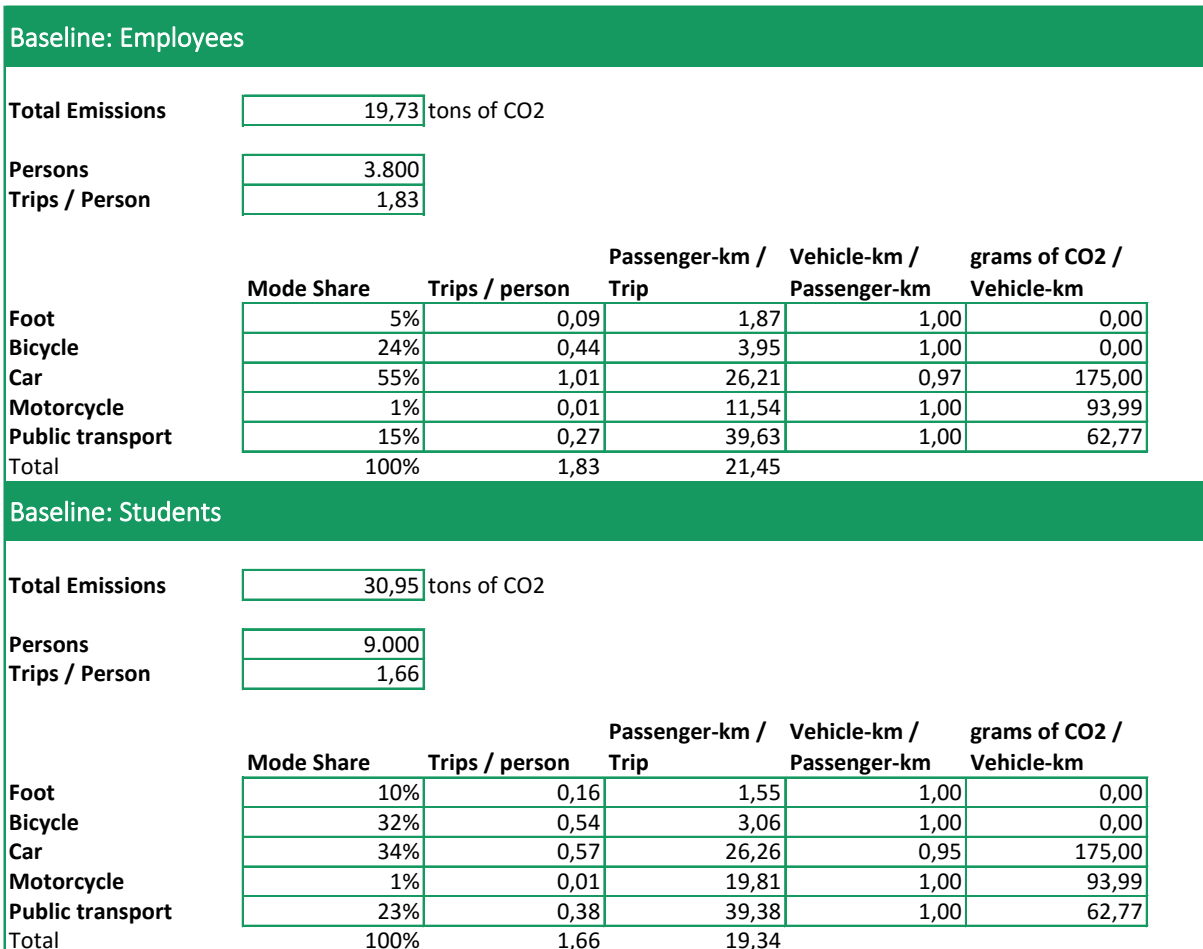 Baseline: Employees
Total Emissions 19,73 tons of CO2
Persons 3.800
Trips / Person 1,83
Passenger-km / Vehicle-km / grams of CO2 /
Mode Share Trips / person Trip Passenger-km Vehicle-km
Foot 5% 0,09 1,87 1,00 0,00
Bicycle 24% 0,44 3,95 1,00 0,00
Car 55% 1,01 26,21 0,97 175,00
Motorcycle 1% 0,01 11,54 1,00 93,99
Public transport 15% 0,27 39,63 1,00 62,77
Total 100% 1,83 21,45
Baseline: Students
Total Emissions 30,95 tons of CO2
Persons 9.000
Trips / Person 1,66
Passenger-km / Vehicle-km / grams of CO2 /
Mode Share Trips / person Trip Passenger-km Vehicle-km
Foot 10% 0,16 1,55 1,00 0,00
Bicycle 32% 0,54 3,06 1,00 0,00
Car 34% 0,57 26,26 0,95 175,00
Motorcycle 1% 0,01 19,81 1,00 93,99
Public transport 23% 0,38 39,38 1,00 62,77
Total 100% 1,66 19,34